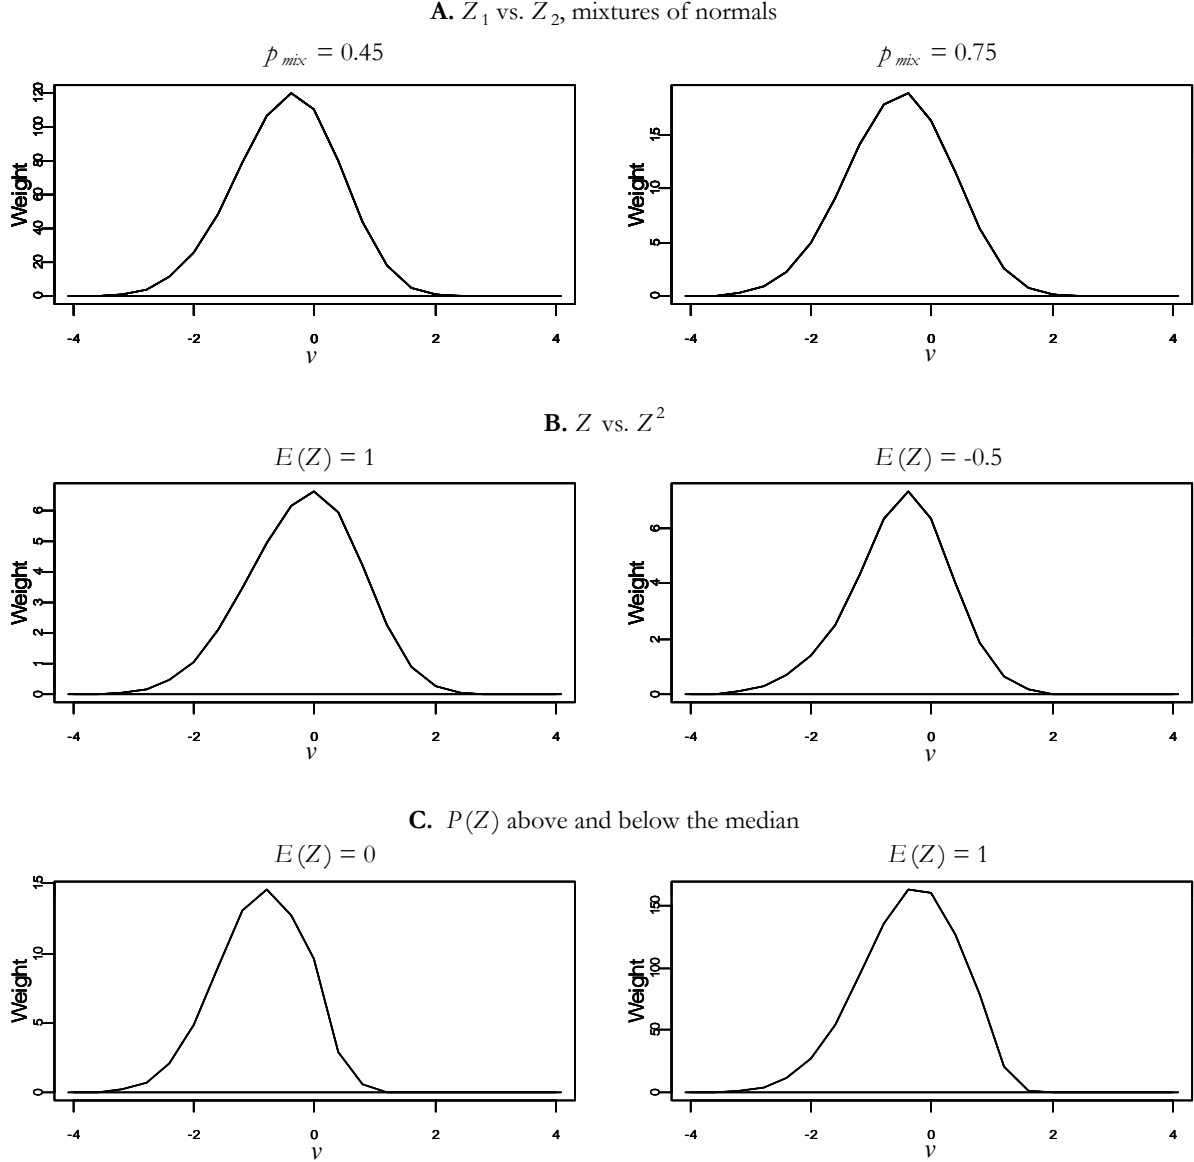 A. Z1 vs. Z2, mixtures of normals
pmix = 0.45
pmix = 0.75
Weight
0 20 40 60 80 100 120
-4 -2 0 2 4
v
Weight
0 5 10 15
-4 -2 0 2 4
v
B. Z vs. Z2
E(Z) = 1
E(Z) = -0.5
Weight
0 1 2 3 4 5 6
-4 -2 0 2 4
v
Weight
0 2 4 6
-4 -2 0 2 4
v
C. P(Z) above and below the median
E(Z) = 0
E(Z) = 1
Weight
0 5 10 15
-4 -2 0 2 4
v
Weight
0 50 100 150
-4 -2 0 2 4
v